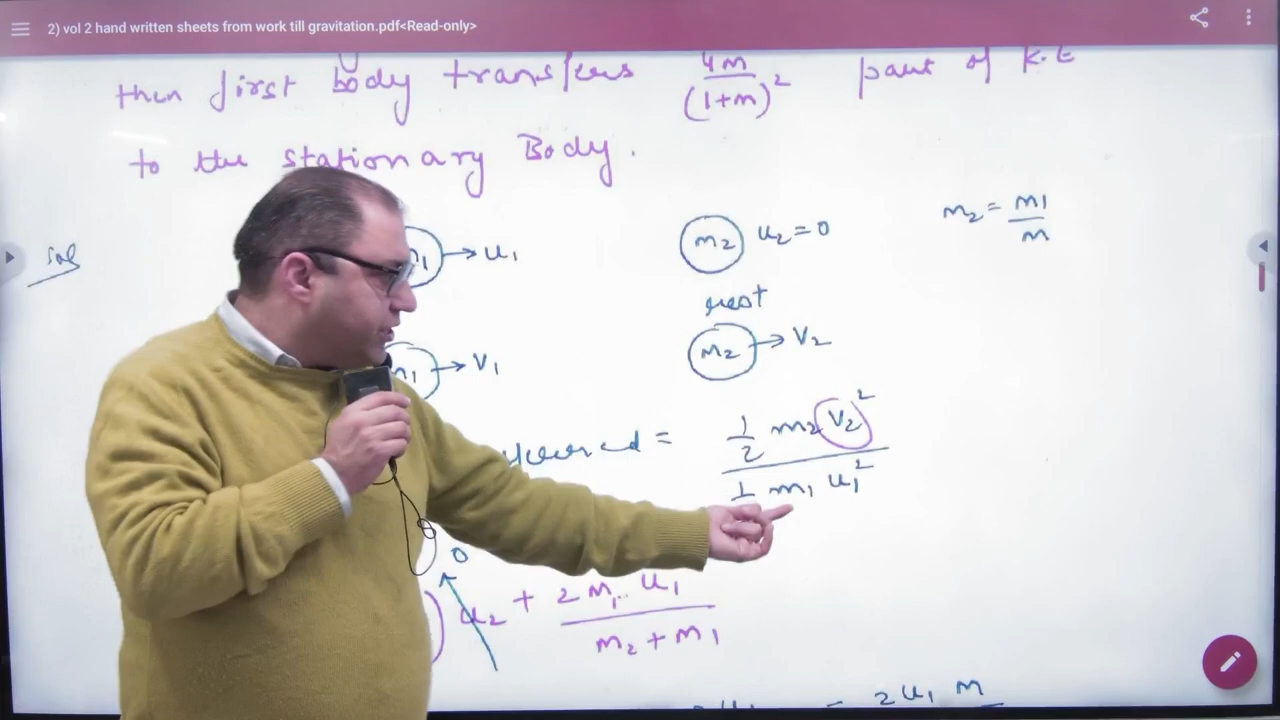 2) vol 2 hand written sheets from work till gravitation.pdf<Read-only>
then first body transfers 4m/(1+m)² part of K.E
to the stationary Body.
Sol
→ u₁ m₂ u₂=0 m₂ = m1/m
rest
→ v₁ m₂ → v₂
= ½ m₂ v₂² / ½ m₁ u₁²
0
u₂ + 2m₁ u₁ / m₂+m₁
2u₁ m